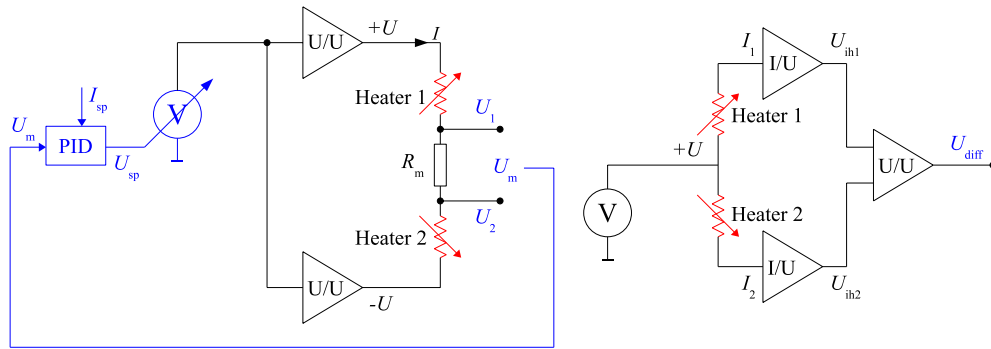 U/U
+U
I
I_sp
U_m
PID
U_sp
V
Heater 1
U_1
R_m
U_m
U_2
Heater 2
U/U
-U
I_1
I/U
U_ih1
Heater 1
+U
V
U/U
U_diff
Heater 2
I_2
I/U
U_ih2